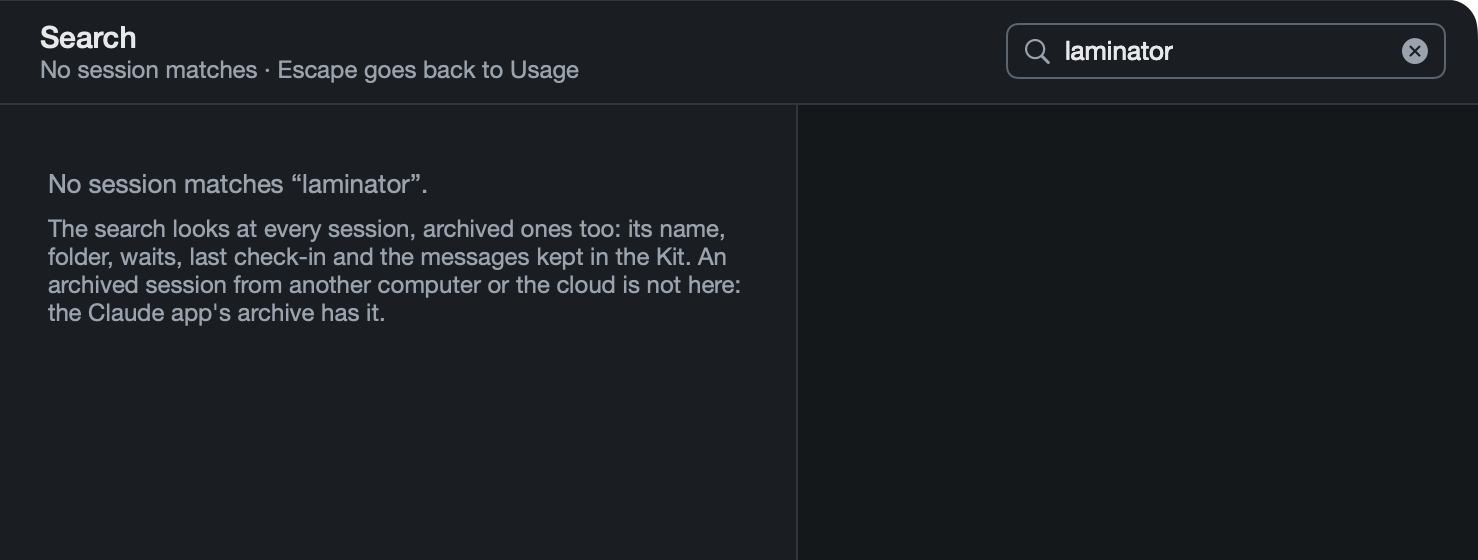 Search
No session matches · Escape goes back to Usage
laminator
No session matches “laminator”.
The search looks at every session, archived ones too: its name,
folder, waits, last check-in and the messages kept in the Kit. An
archived session from another computer or the cloud is not here:
the Claude app's archive has it.